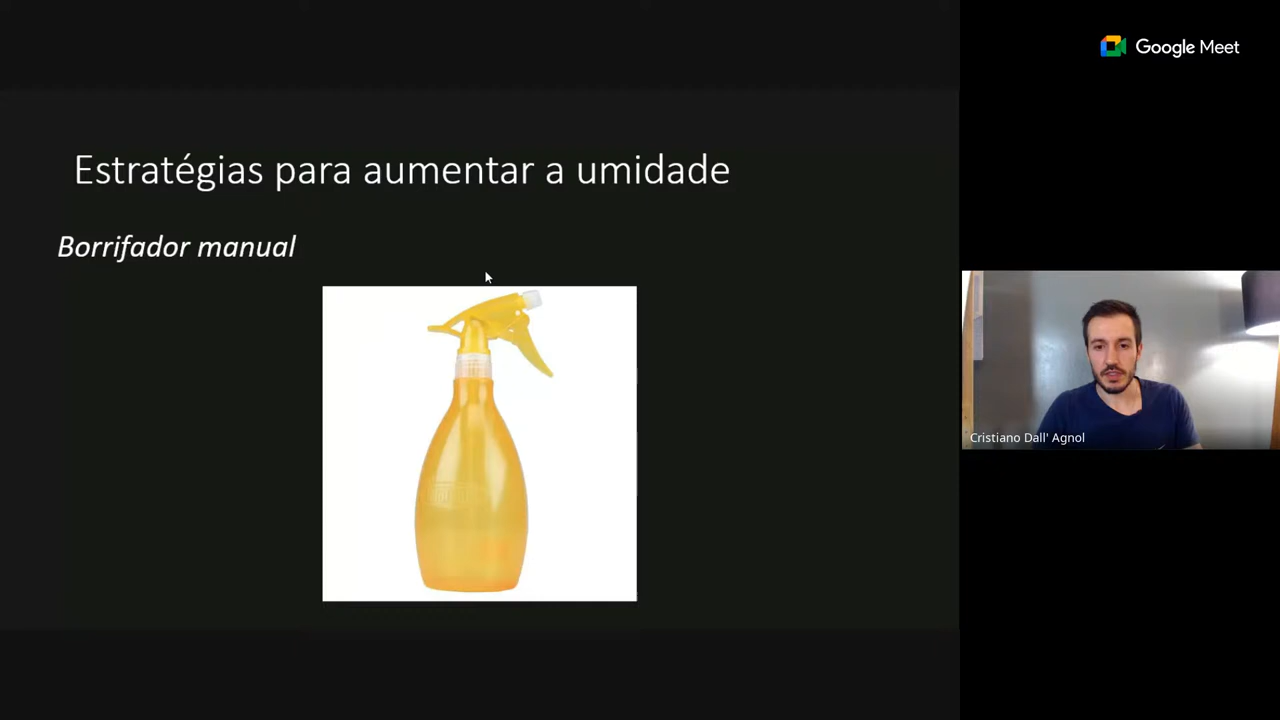 Google Meet
Estratégias para aumentar a umidade
Borrifador manual
Cristiano Dall' Agnol